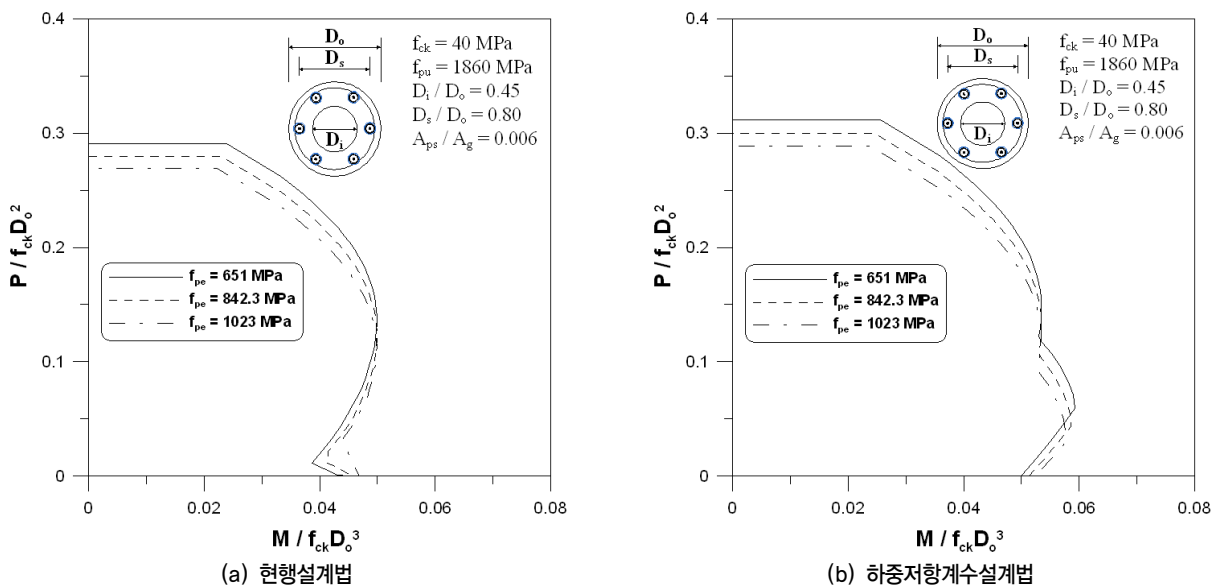 0.4
0.3
0.2
0.1
0
P / f_ck D_o^2
0
0.02
0.04
0.06
0.08
M / f_ck D_o^3
D_o
D_s
D_i
f_ck = 40 MPa
f_pu = 1860 MPa
D_i / D_o = 0.45
D_s / D_o = 0.80
A_ps / A_g = 0.006
f_pe = 651 MPa
f_pe = 842.3 MPa
f_pe = 1023 MPa
(a) 현행설계법
0.4
0.3
0.2
0.1
0
P / f_ck D_o^2
0
0.02
0.04
0.06
0.08
M / f_ck D_o^3
D_o
D_s
D_i
f_ck = 40 MPa
f_pu = 1860 MPa
D_i / D_o = 0.45
D_s / D_o = 0.80
A_ps / A_g = 0.006
f_pe = 651 MPa
f_pe = 842.3 MPa
f_pe = 1023 MPa
(b) 하중저항계수설계법